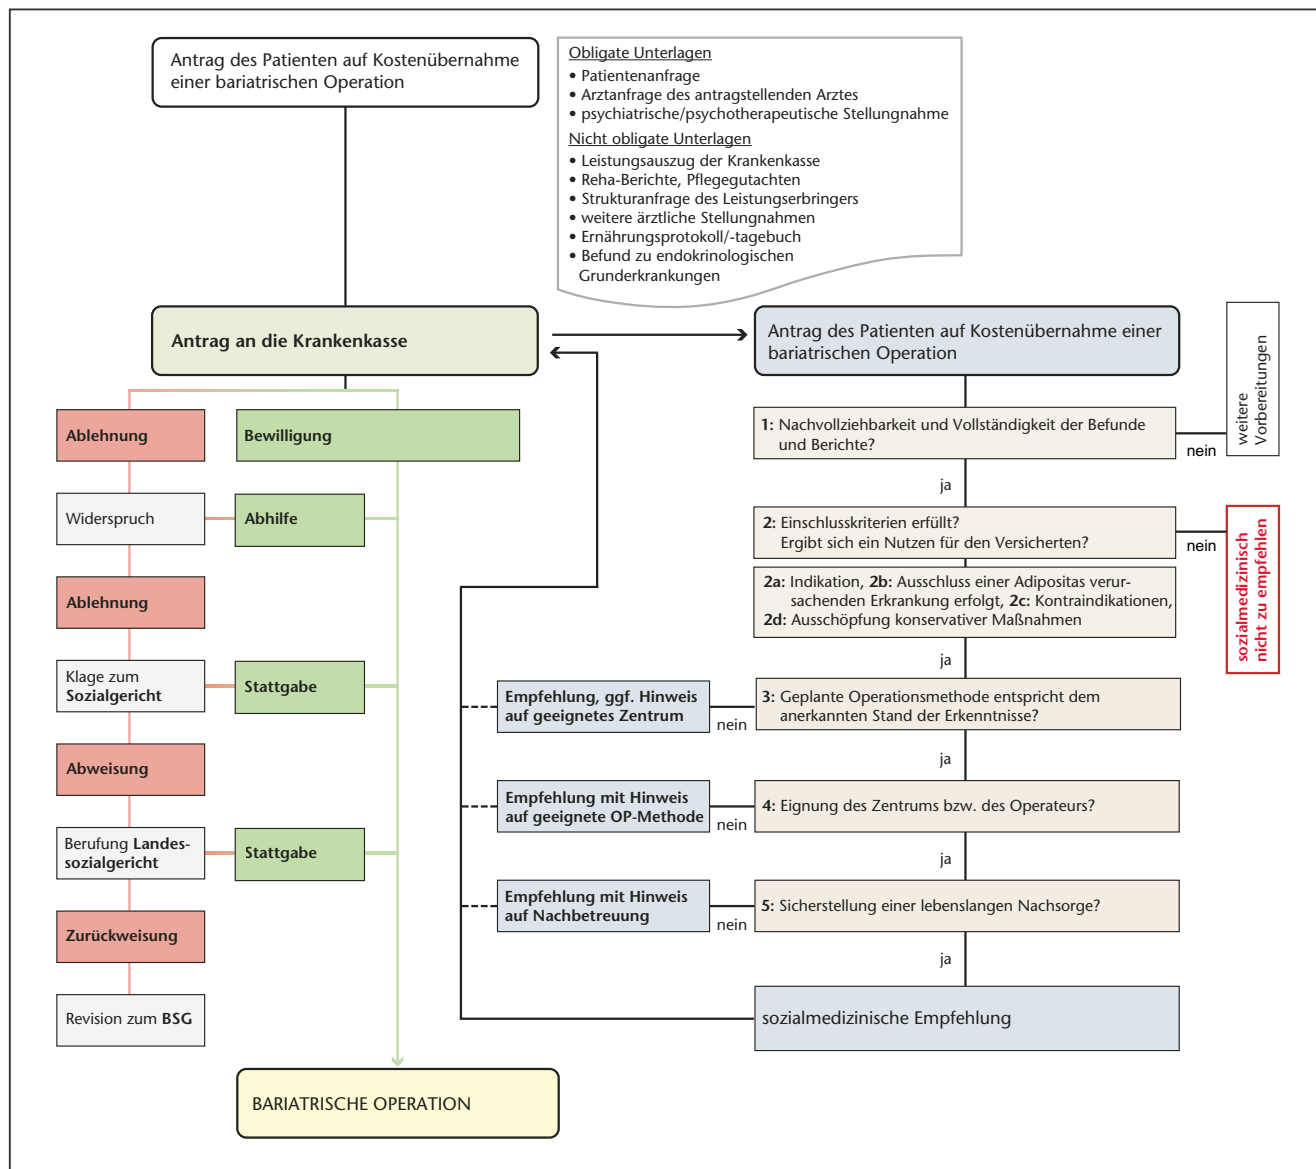 Antrag des Patienten auf Kostenübernahme
einer bariatrischen Operation
Obligate Unterlagen
• Patientenanfrage
• Arztanfrage des antragstellenden Arztes
• psychiatrische/psychotherapeutische Stellungnahme
Nicht obligate Unterlagen
• Leistungsauszug der Krankenkasse
• Reha-Berichte, Pflegegutachten
• Strukturanfrage des Leistungserbringers
• weitere ärztliche Stellungnahmen
• Ernährungsprotokoll/-tagebuch
• Befund zu endokrinologischen
Grunderkrankungen
Antrag an die Krankenkasse
Ablehnung
Bewilligung
Widerspruch
Abhilfe
Ablehnung
Klage zum
Sozialgericht
Stattgabe
Abweisung
Berufung Landes-
sozialgericht
Stattgabe
Zurückweisung
Revision zum BSG
BARIATRISCHE OPERATION
Antrag des Patienten auf Kostenübernahme einer
bariatrischen Operation
1: Nachvollziehbarkeit und Vollständigkeit der Befunde
und Berichte?
nein
weitere
Vorbereitungen
ja
2: Einschlusskriterien erfüllt?
Ergibt sich ein Nutzen für den Versicherten?
nein
sozialmedizinisch
nicht zu empfehlen
2a: Indikation, 2b: Ausschluss einer Adipositas verur-
sachenden Erkrankung erfolgt, 2c: Kontraindikationen,
2d: Ausschöpfung konservativer Maßnahmen
ja
3: Geplante Operationsmethode entspricht dem
anerkannten Stand der Erkenntnisse?
nein
Empfehlung, ggf. Hinweis
auf geeignetes Zentrum
ja
4: Eignung des Zentrums bzw. des Operateurs?
nein
Empfehlung mit Hinweis
auf geeignete OP-Methode
ja
5: Sicherstellung einer lebenslangen Nachsorge?
nein
Empfehlung mit Hinweis
auf Nachbetreuung
ja
sozialmedizinische Empfehlung